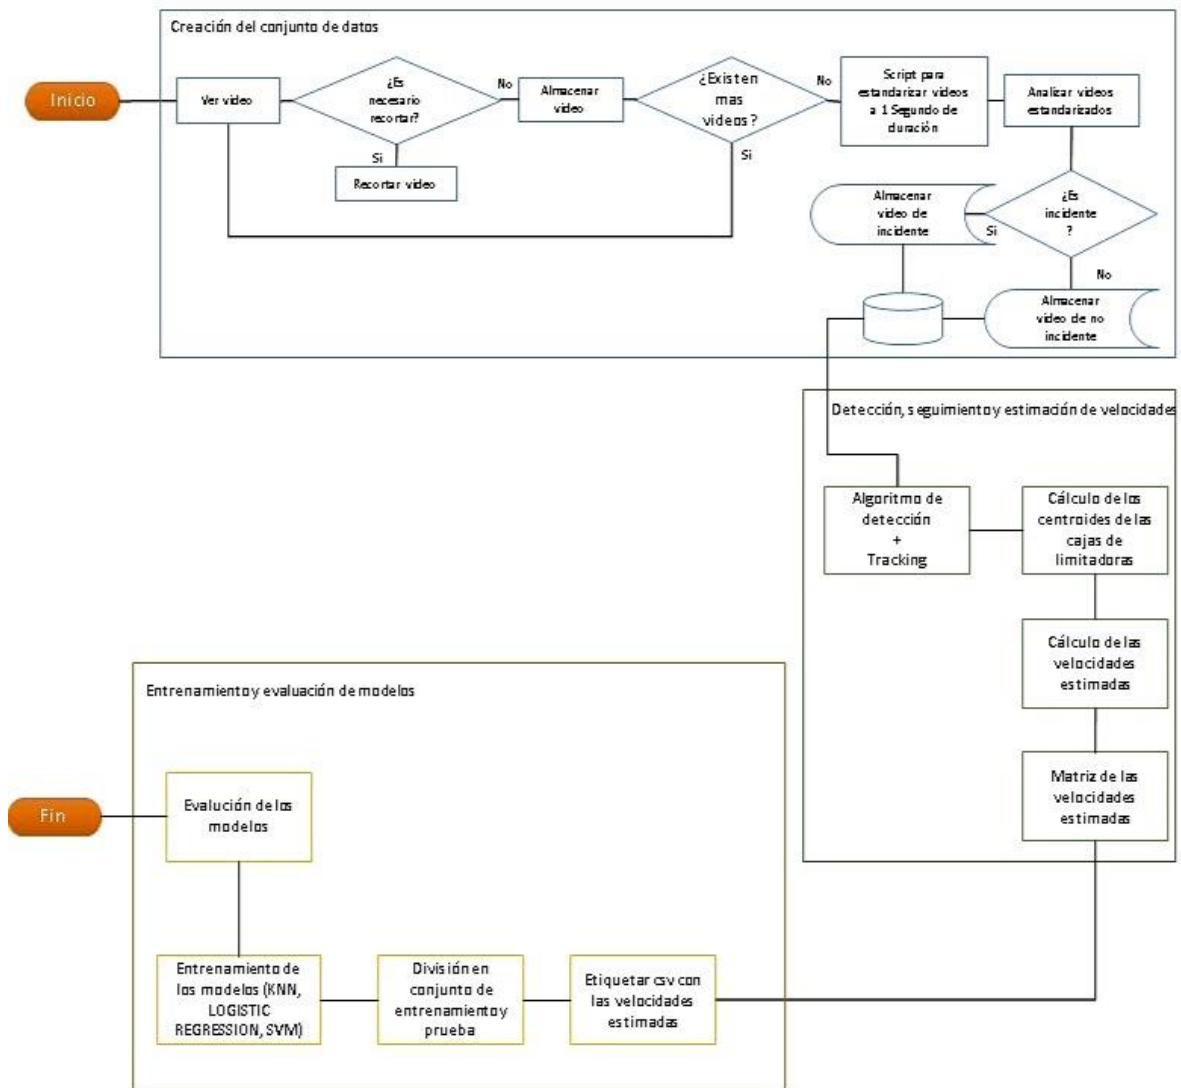 Creación del conjunto de datos
Inicio
Ver video
¿Es
necesario
recortar?
No
Si
Recortar video
Almacenar
video
¿Existen
mas
videos?
No
Si
Script para
estandarizar videos
a 1 Segundo de
duración
Analizar videos
estandarizados
¿Es
incidente
?
Si
No
Almacenar
video de
incidente
Almacenar
video de no
incidente
Detección, seguimiento y estimación de velocidades
Algoritmo de
detección
+
Tracking
Cálculo de los
centroides de las
cajas de
limitadoras
Cálculo de las
velocidades
estimadas
Matriz de las
velocidades
estimadas
Entrenamiento y evaluación de modelos
Etiquetar csv con
las velocidades
estimadas
División en
conjunto de
entrenamiento y
prueba
Entrenamiento de
los modelos (KNN,
LOGISTIC
REGRESSION, SVM)
Evalución de los
modelos
Fin